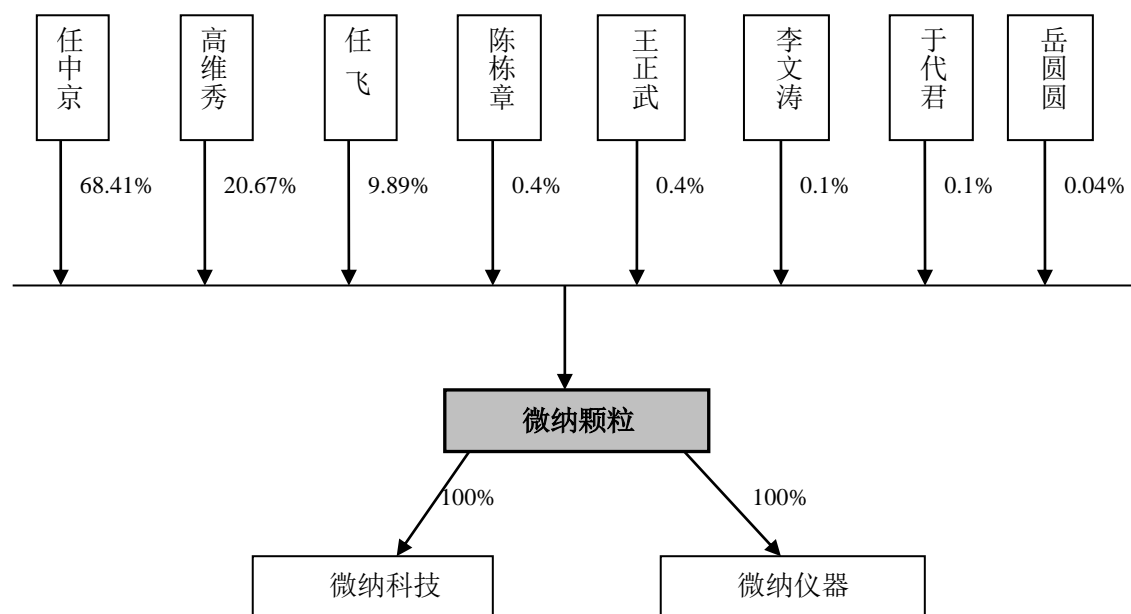 任中京
高维秀
任飞
陈栋章
王正武
李文涛
于代君
岳圆圆
68.41%
20.67%
9.89%
0.4%
0.4%
0.1%
0.1%
0.04%
微纳颗粒
100%
100%
微纳科技
微纳仪器